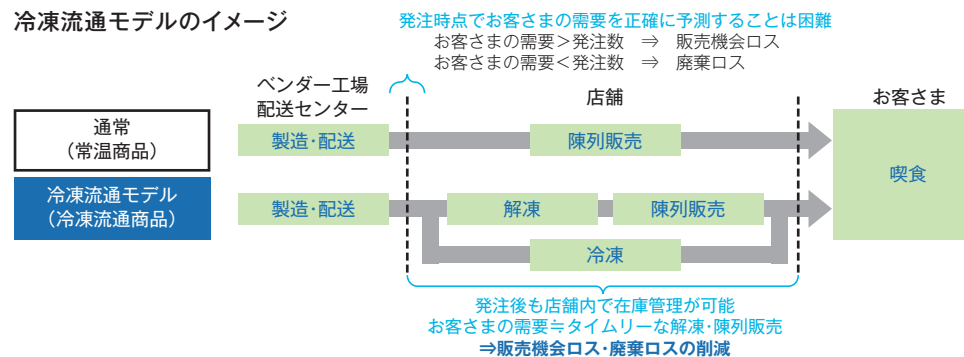 冷凍流通モデルのイメージ
発注時点でお客さまの需要を正確に予測することは困難
お客さまの需要＞発注数　⇒　販売機会ロス
お客さまの需要＜発注数　⇒　廃棄ロス
ベンダー工場
配送センター
店舗
お客さま
通常
（常温商品）
製造・配送
陳列販売
喫食
冷凍流通モデル
（冷凍流通商品）
製造・配送
解凍
陳列販売
冷凍
発注後も店舗内で在庫管理が可能
お客さまの需要≒タイムリーな解凍・陳列販売
⇒販売機会ロス・廃棄ロスの削減